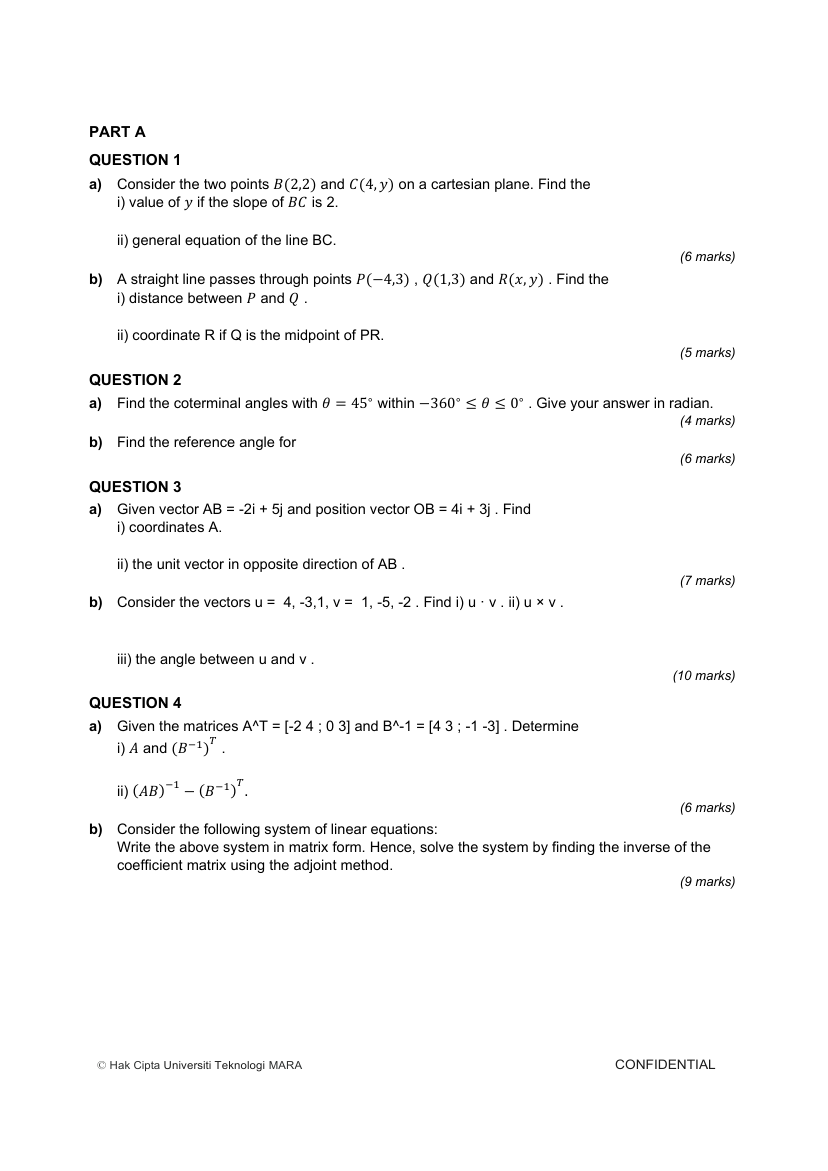 PART A
QUESTION 1
a) Consider the two points B(2,2) and C(4, y) on a cartesian plane. Find the
i) value of y if the slope of BC is 2.
ii) general equation of the line BC.
(6 marks)
b) A straight line passes through points P(−4,3) , Q(1,3) and R(x, y) . Find the
i) distance between P and Q .
ii) coordinate R if Q is the midpoint of PR.
(5 marks)
QUESTION 2
a) Find the coterminal angles with θ = 45° within −360° ≤ θ ≤ 0° . Give your answer in radian.
(4 marks)
b) Find the reference angle for
(6 marks)
QUESTION 3
a) Given vector AB = -2i + 5j and position vector OB = 4i + 3j . Find
i) coordinates A.
ii) the unit vector in opposite direction of AB .
(7 marks)
b) Consider the vectors u = 4, -3,1, v = 1, -5, -2 . Find i) u · v . ii) u × v .
iii) the angle between u and v .
(10 marks)
QUESTION 4
a) Given the matrices A^T = [-2 4 ; 0 3] and B^-1 = [4 3 ; -1 -3] . Determine
i) A and (B⁻¹)ᵀ .
ii) (AB)⁻¹ − (B⁻¹)ᵀ.
(6 marks)
b) Consider the following system of linear equations:
Write the above system in matrix form. Hence, solve the system by finding the inverse of the
coefficient matrix using the adjoint method.
(9 marks)
© Hak Cipta Universiti Teknologi MARA CONFIDENTIAL